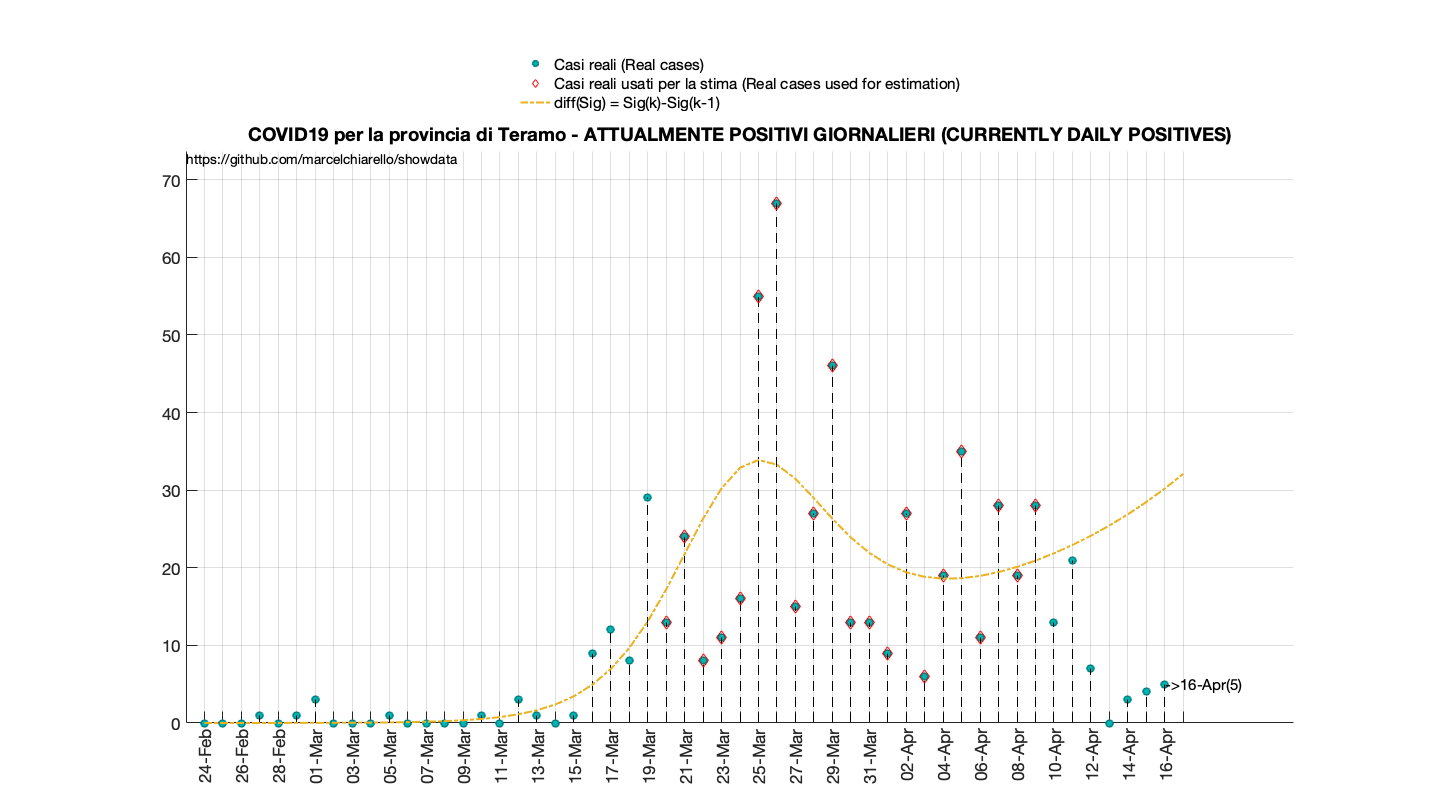 Casi reali (Real cases)
Casi reali usati per la stima (Real cases used for estimation)
diff(Sig) = Sig(k)-Sig(k-1)
COVID19 per la provincia di Teramo - ATTUALMENTE POSITIVI GIORNALIERI (CURRENTLY DAILY POSITIVES)
https://github.com/marcelchiarello/showdata
70
60
50
40
30
20
10
0
->16-Apr(5)
24-Feb
26-Feb
28-Feb
01-Mar
03-Mar
05-Mar
07-Mar
09-Mar
11-Mar
13-Mar
15-Mar
17-Mar
19-Mar
21-Mar
23-Mar
25-Mar
27-Mar
29-Mar
31-Mar
02-Apr
04-Apr
06-Apr
08-Apr
10-Apr
12-Apr
14-Apr
16-Apr